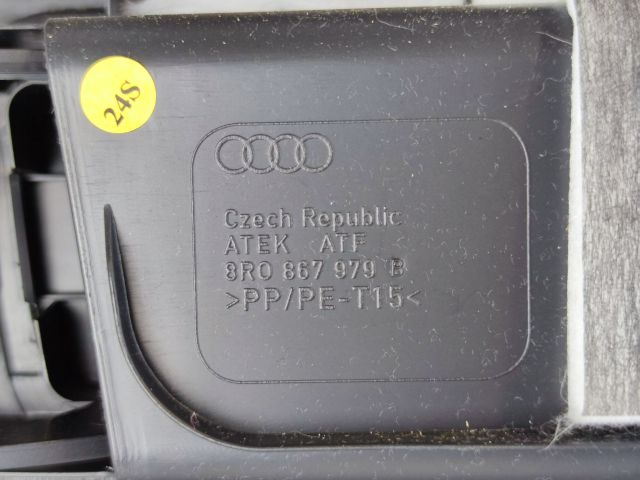 24S
Czech Republic
ATEK ATF
8R0 867 979 B
>PP/PE-T15<